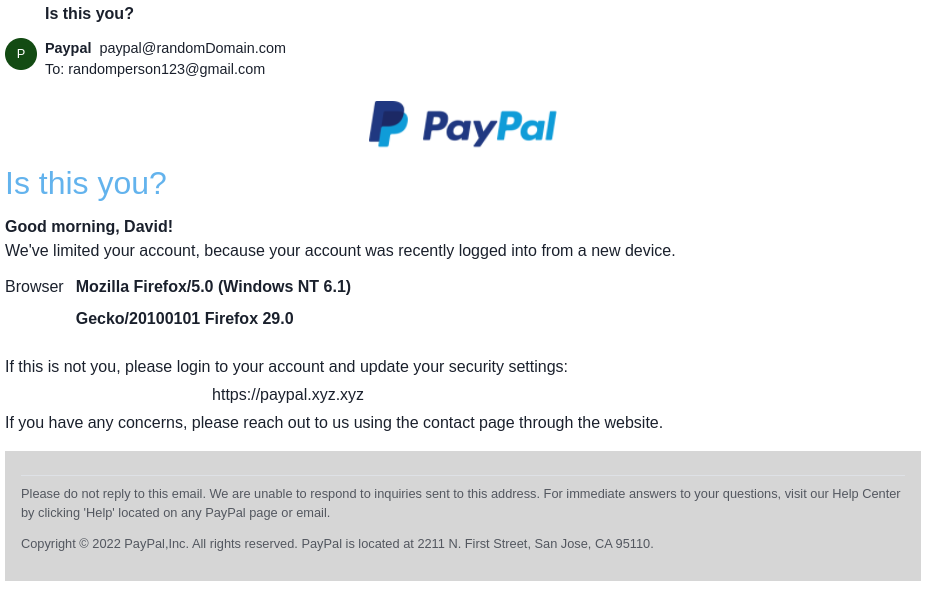 Is this you?
P
Paypal paypal@randomDomain.com
To: randomperson123@gmail.com
PayPal
Is this you?
Good morning, David!
We've limited your account, because your account was recently logged into from a new device.
Browser Mozilla Firefox/5.0 (Windows NT 6.1)
Gecko/20100101 Firefox 29.0
If this is not you, please login to your account and update your security settings:
https://paypal.xyz.xyz
If you have any concerns, please reach out to us using the contact page through the website.
Please do not reply to this email. We are unable to respond to inquiries sent to this address. For immediate answers to your questions, visit our Help Center
by clicking 'Help' located on any PayPal page or email.
Copyright © 2022 PayPal,Inc. All rights reserved. PayPal is located at 2211 N. First Street, San Jose, CA 95110.